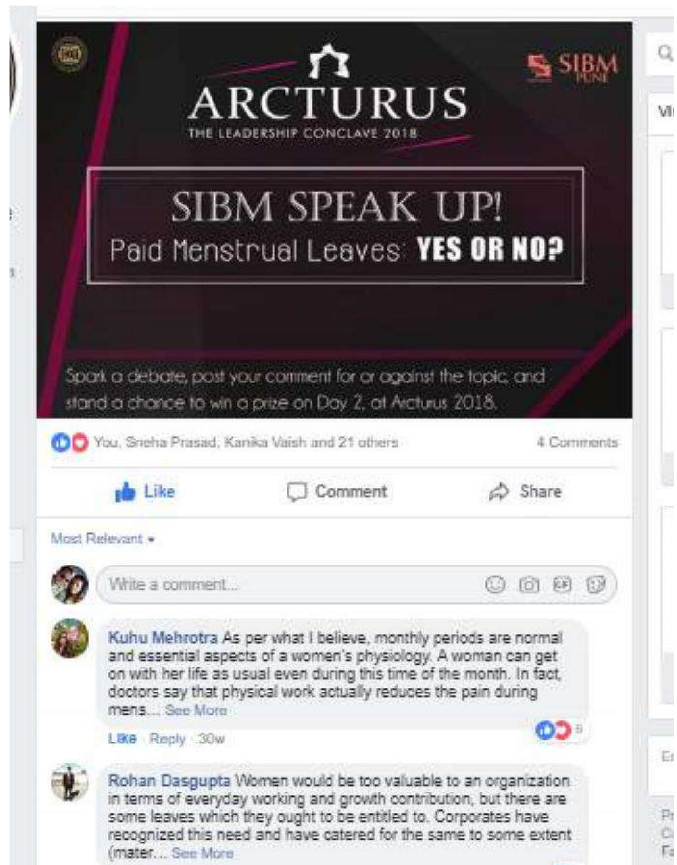 SIBM
PUNE
ARCTURUS
THE LEADERSHIP CONCLAVE 2018
SIBM SPEAK UP!
Paid Menstrual Leaves: YES OR NO?
Spark a debate, post your comment for or against the topic, and
stand a chance to win a prize on Day 2, at Arcturus 2018.
You, Sneha Prasad, Kanika Vaish and 21 others
4 Comments
Like
Comment
Share
Most Relevant
Write a comment...
GIF
Kuhu Mehrotra As per what I believe, monthly periods are normal
and essential aspects of a women's physiology. A woman can get
on with her life as usual even during this time of the month. In fact,
doctors say that physical work actually reduces the pain during
mens... See More
Like · Reply · 30w
Rohan Dasgupta Women would be too valuable to an organization
in terms of everyday working and growth contribution, but there are
some leaves which they ought to be entitled to. Corporates have
recognized this need and have catered for the same to some extent
(mater... See More